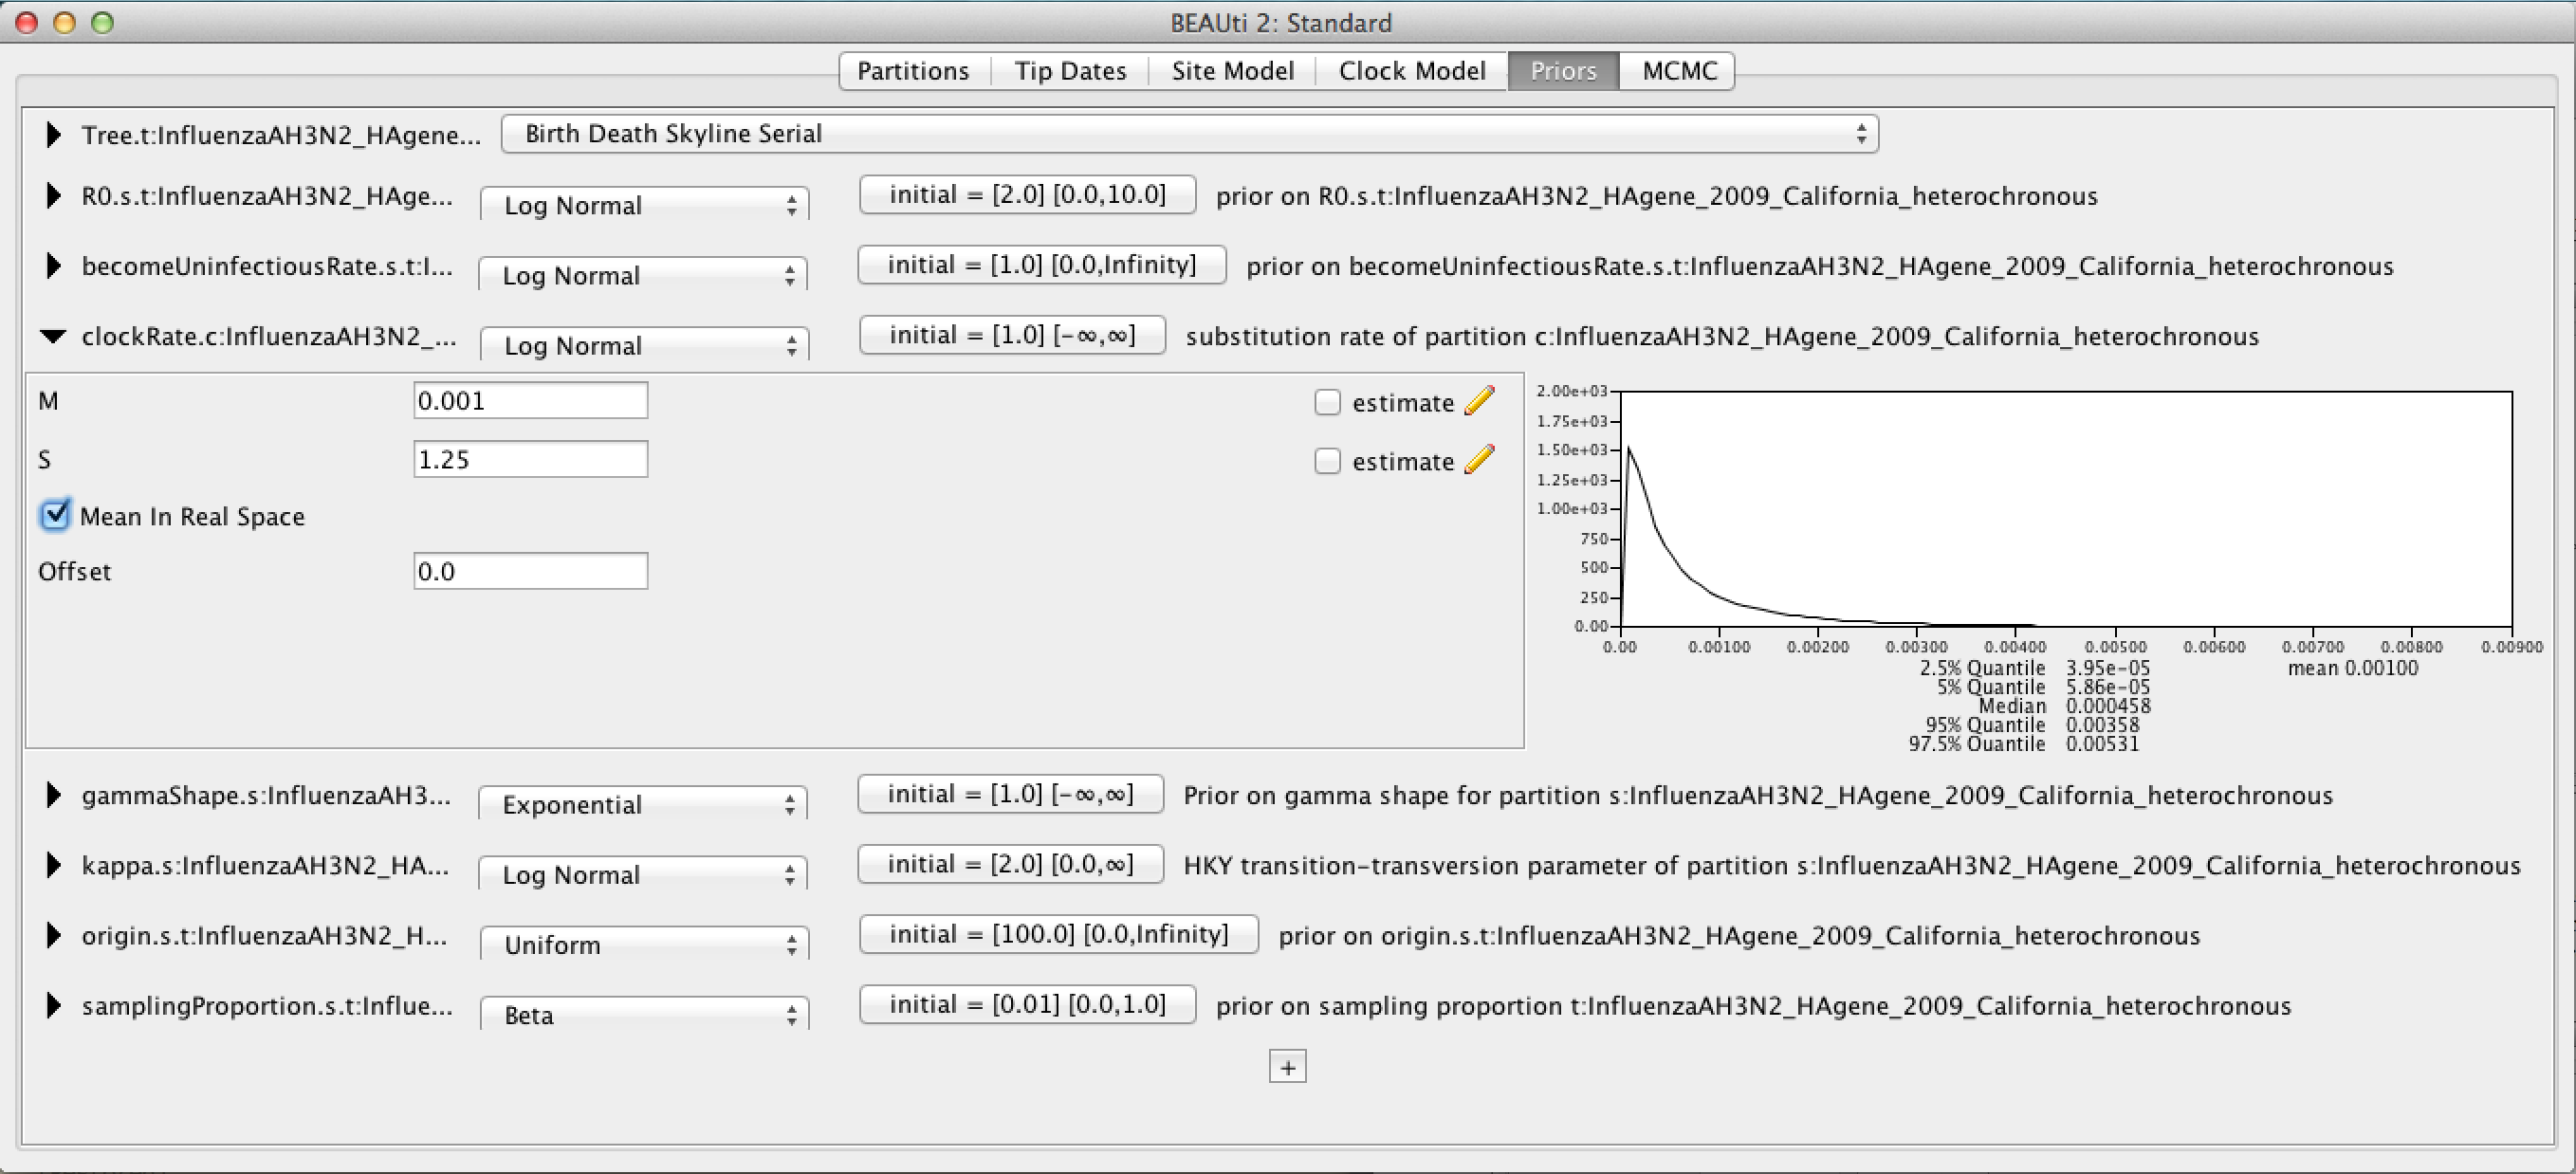 BEAUti 2: Standard
Partitions Tip Dates Site Model Clock Model Priors MCMC
Tree.t:InfluenzaAH3N2_HAgene... Birth Death Skyline Serial
R0.s.t:InfluenzaAH3N2_HAge... Log Normal initial = [2.0] [0.0,10.0] prior on R0.s.t:InfluenzaAH3N2_HAgene_2009_California_heterochronous
becomeUninfectiousRate.s.t:I... Log Normal initial = [1.0] [0.0,Infinity] prior on becomeUninfectiousRate.s.t:InfluenzaAH3N2_HAgene_2009_California_heterochronous
clockRate.c:InfluenzaAH3N2_... Log Normal initial = [1.0] [-∞,∞] substitution rate of partition c:InfluenzaAH3N2_HAgene_2009_California_heterochronous
M 0.001 estimate
S 1.25 estimate
Mean In Real Space
Offset 0.0
2.00e+03
1.75e+03
1.50e+03
1.25e+03
1.00e+03
750
500
250
0.00
0.00 0.00100 0.00200 0.00300 0.00400 0.00500 0.00600 0.00700 0.00800 0.00900
2.5% Quantile 3.95e-05 mean 0.00100
5% Quantile 5.86e-05
Median 0.000458
95% Quantile 0.00358
97.5% Quantile 0.00531
gammaShape.s:InfluenzaAH3... Exponential initial = [1.0] [-∞,∞] Prior on gamma shape for partition s:InfluenzaAH3N2_HAgene_2009_California_heterochronous
kappa.s:InfluenzaAH3N2_HA... Log Normal initial = [2.0] [0.0,∞] HKY transition-transversion parameter of partition s:InfluenzaAH3N2_HAgene_2009_California_heterochronous
origin.s.t:InfluenzaAH3N2_H... Uniform initial = [100.0] [0.0,Infinity] prior on origin.s.t:InfluenzaAH3N2_HAgene_2009_California_heterochronous
samplingProportion.s.t:Influe... Beta initial = [0.01] [0.0,1.0] prior on sampling proportion t:InfluenzaAH3N2_HAgene_2009_California_heterochronous
+